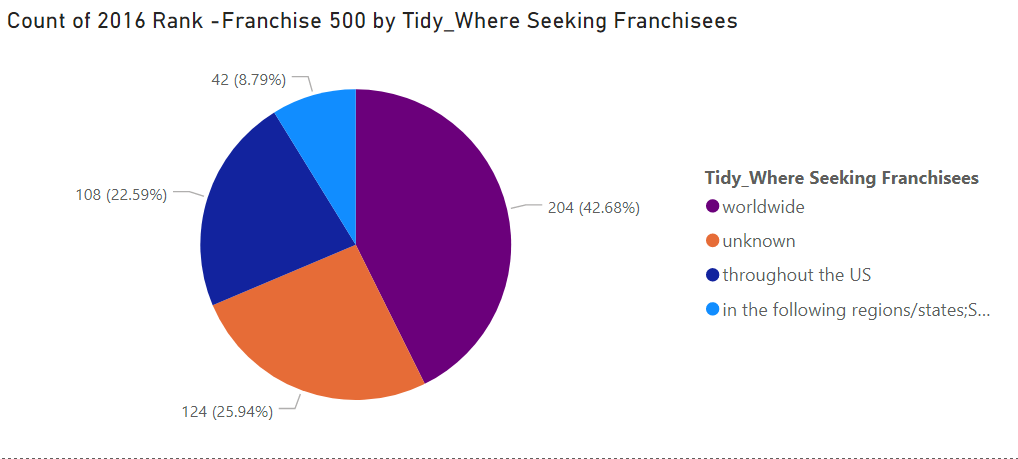 Count of 2016 Rank -Franchise 500 by Tidy_Where Seeking Franchisees
42 (8.79%)
108 (22.59%)
204 (42.68%)
124 (25.94%)
Tidy_Where Seeking Franchisees
worldwide
unknown
throughout the US
in the following regions/states;S...